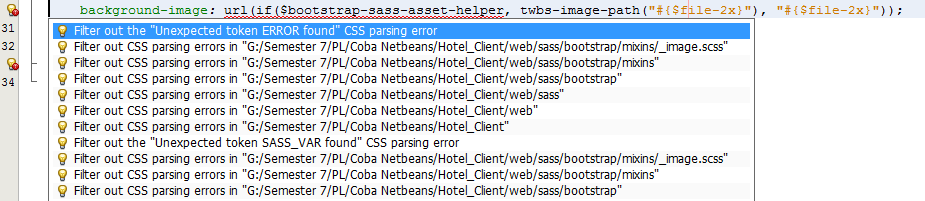 background-image: url(if($bootstrap-sass-asset-helper, twbs-image-path("#{$file-2x}"), "#{$file-2x}"));
31 Filter out the "Unexpected token ERROR found" CSS parsing error
32 Filter out CSS parsing errors in "G:/Semester 7/PL/Coba Netbeans/Hotel_Client/web/sass/bootstrap/mixins/_image.scss"
Filter out CSS parsing errors in "G:/Semester 7/PL/Coba Netbeans/Hotel_Client/web/sass/bootstrap/mixins"
34 Filter out CSS parsing errors in "G:/Semester 7/PL/Coba Netbeans/Hotel_Client/web/sass/bootstrap"
Filter out CSS parsing errors in "G:/Semester 7/PL/Coba Netbeans/Hotel_Client/web/sass"
Filter out CSS parsing errors in "G:/Semester 7/PL/Coba Netbeans/Hotel_Client/web"
Filter out CSS parsing errors in "G:/Semester 7/PL/Coba Netbeans/Hotel_Client"
Filter out the "Unexpected token SASS_VAR found" CSS parsing error
Filter out CSS parsing errors in "G:/Semester 7/PL/Coba Netbeans/Hotel_Client/web/sass/bootstrap/mixins/_image.scss"
Filter out CSS parsing errors in "G:/Semester 7/PL/Coba Netbeans/Hotel_Client/web/sass/bootstrap/mixins"
Filter out CSS parsing errors in "G:/Semester 7/PL/Coba Netbeans/Hotel_Client/web/sass/bootstrap"